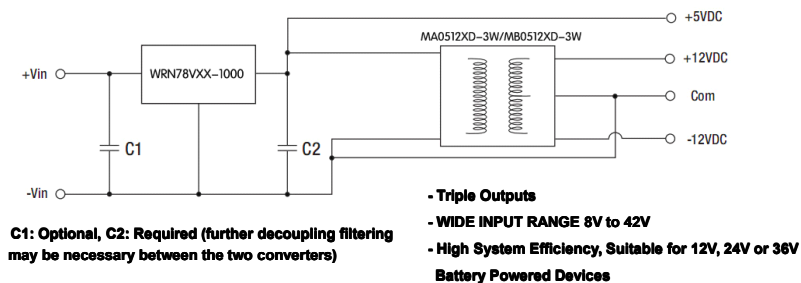 +5VDC
MA0512XD-3W/MB0512XD-3W
+12VDC
+Vin
WRN78VXX-1000
Com
C1
C2
-12VDC
-Vin
- Triple Outputs
- WIDE INPUT RANGE 8V to 42V
- High System Efficiency, Suitable for 12V, 24V or 36V
Battery Powered Devices
C1: Optional, C2: Required (further decoupling filtering
may be necessary between the two converters)